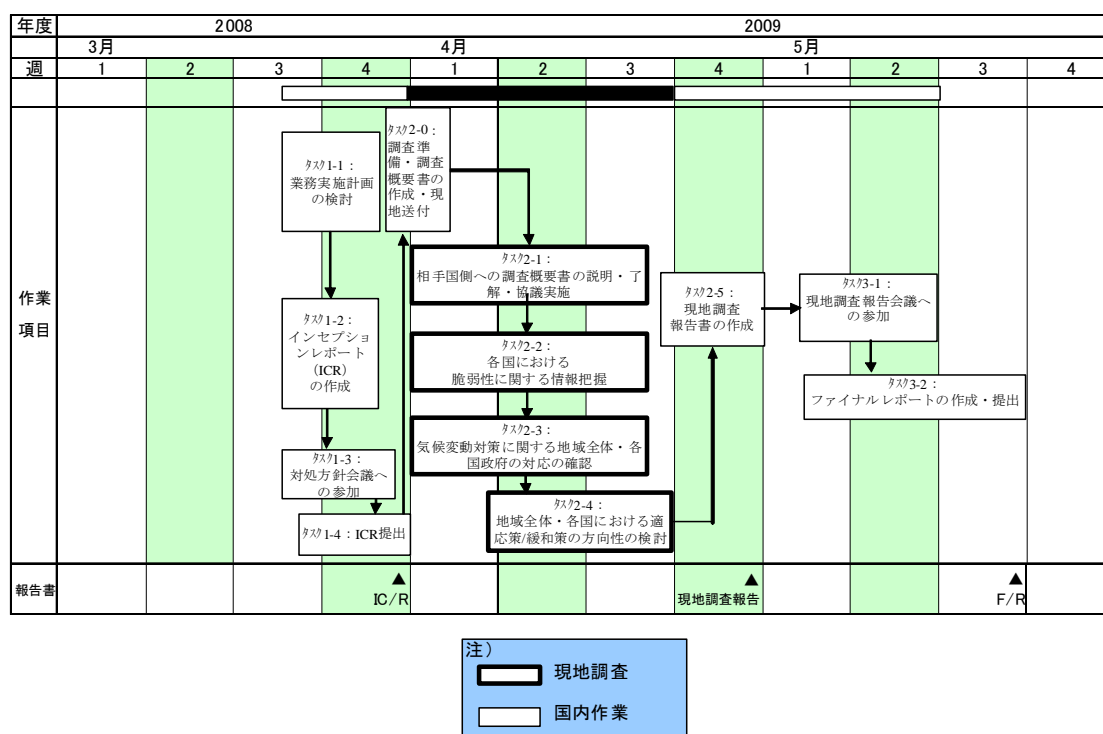 年度 2008 2009
3月 4月 5月
週 1 2 3 4 1 2 3 4 1 2 3 4
作業
項目
ﾀｽｸ1-1：
業務実施計画
の検討
ﾀｽｸ2-0：
調査準
備・調査
概要書の
作成・現
地送付
ﾀｽｸ1-2：
インセプショ
ンレポート
（ICR）
の作成
ﾀｽｸ1-3：
対処方針会議へ
の参加
ﾀｽｸ1-4：ICR提出
ﾀｽｸ2-1：
相手国側への調査概要書の説明・了
解・協議実施
ﾀｽｸ2-2：
各国における
脆弱性に関する情報把握
ﾀｽｸ2-3：
気候変動対策に関する地域全体・各
国政府の対応の確認
ﾀｽｸ2-4：
地域全体・各国における適
応策/緩和策の方向性の検討
ﾀｽｸ2-5：
現地調査
報告書の作成
ﾀｽｸ3-1：
現地調査報告会議へ
の参加
ﾀｽｸ3-2：
ファイナルレポートの作成・提出
報告書
▲ ▲ ▲
IC/R 現地調査報告 F/R
注）
現地調査
国内作業